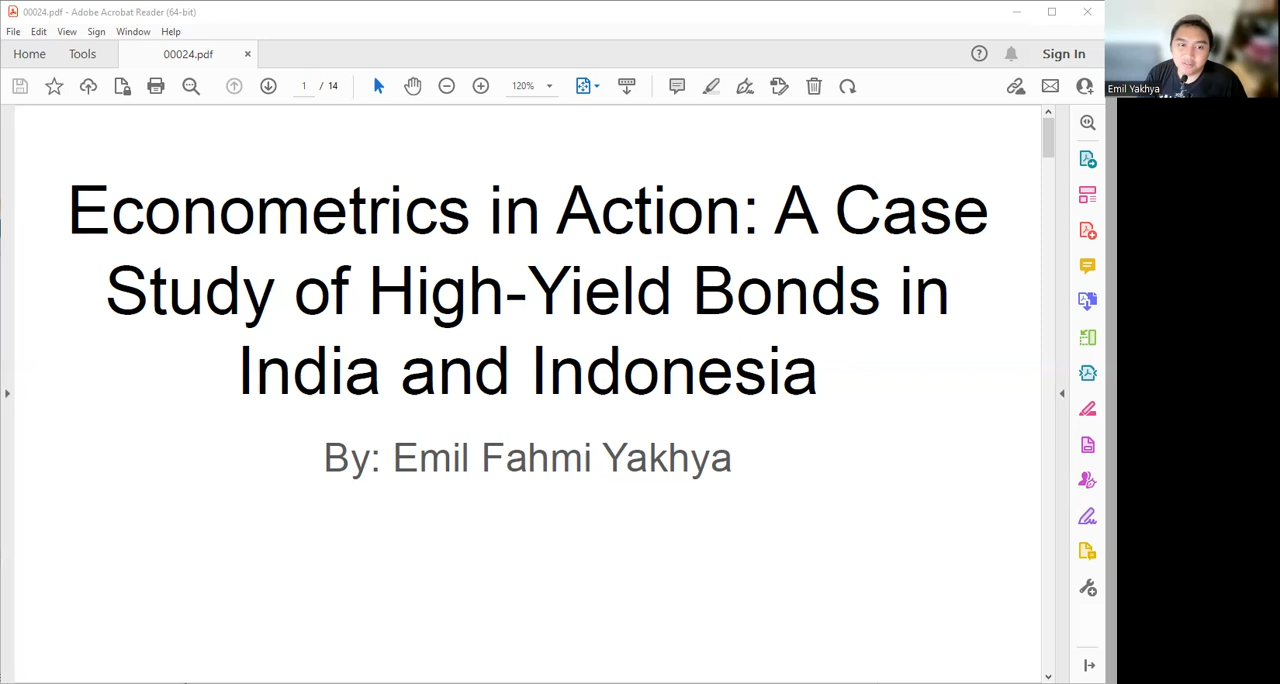 00024.pdf - Adobe Acrobat Reader (64-bit)
File Edit View Sign Window Help
Home Tools 00024.pdf × Sign In
1 / 14 120%
Emil Yakhya
Econometrics in Action: A Case
Study of High-Yield Bonds in
India and Indonesia
By: Emil Fahmi Yakhya